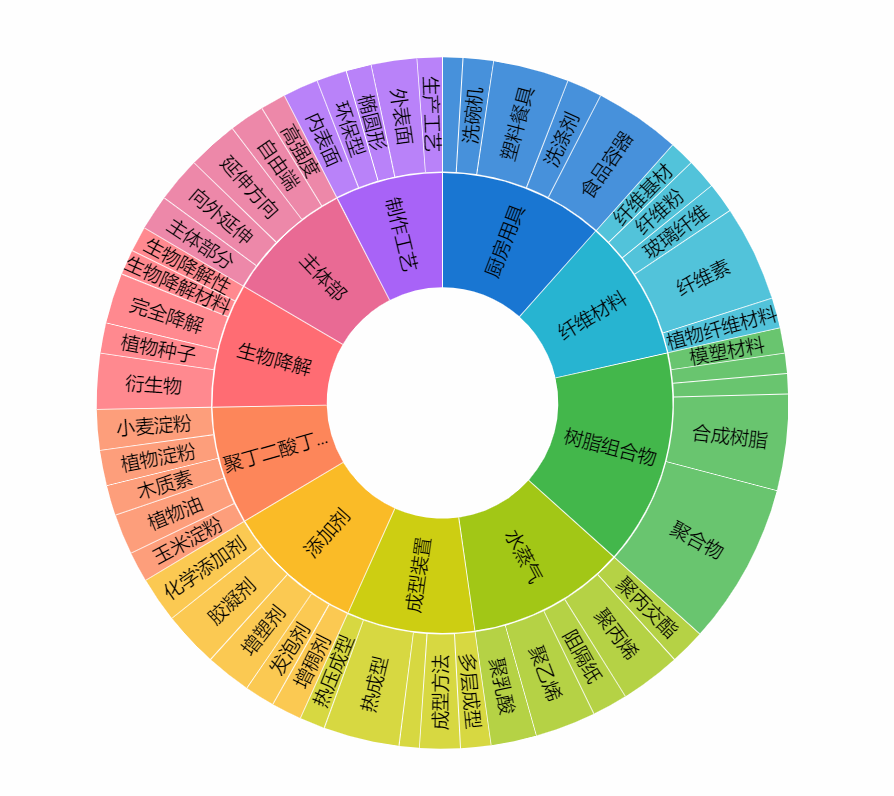 厨房用具
洗碗机
塑料餐具
洗涤剂
食品容器
纤维材料
纤维基材
纤维粉
玻璃纤维
纤维素
植物纤维材料
树脂组合物
模塑材料
合成树脂
聚合物
水蒸气
聚丙交酯
聚丙烯
阻隔纸
聚乙烯
聚乳酸
成型装置
多层成型
成型方法
热成型
热压成型
添加剂
增稠剂
发泡剂
增塑剂
胶凝剂
化学添加剂
聚丁二酸丁...
玉米淀粉
植物油
木质素
植物淀粉
小麦淀粉
生物降解
衍生物
植物种子
完全降解
生物降解材料
生物降解性
主体部
主体部分
向外延伸
延伸方向
自由端
高强度
制作工艺
内表面
环保型
椭圆形
外表面
生产工艺